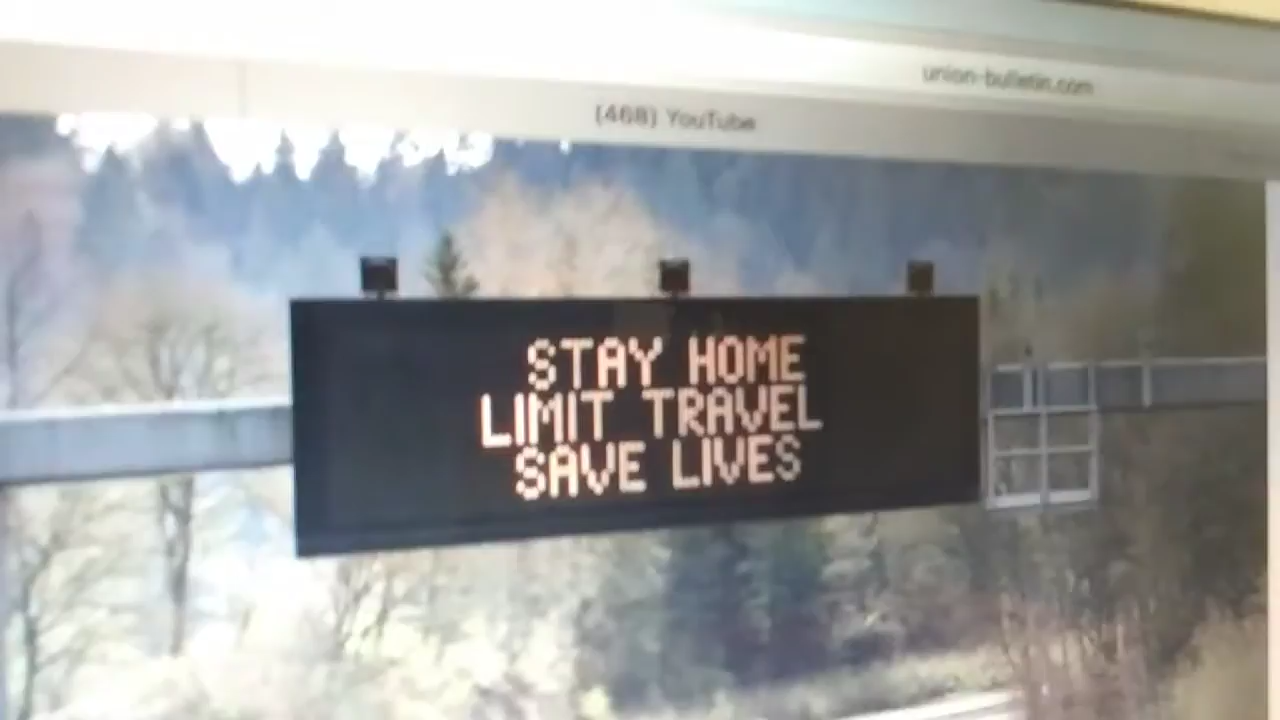 union-bulletin.com
(468) YouTube
STAY HOME
LIMIT TRAVEL
SAVE LIVES